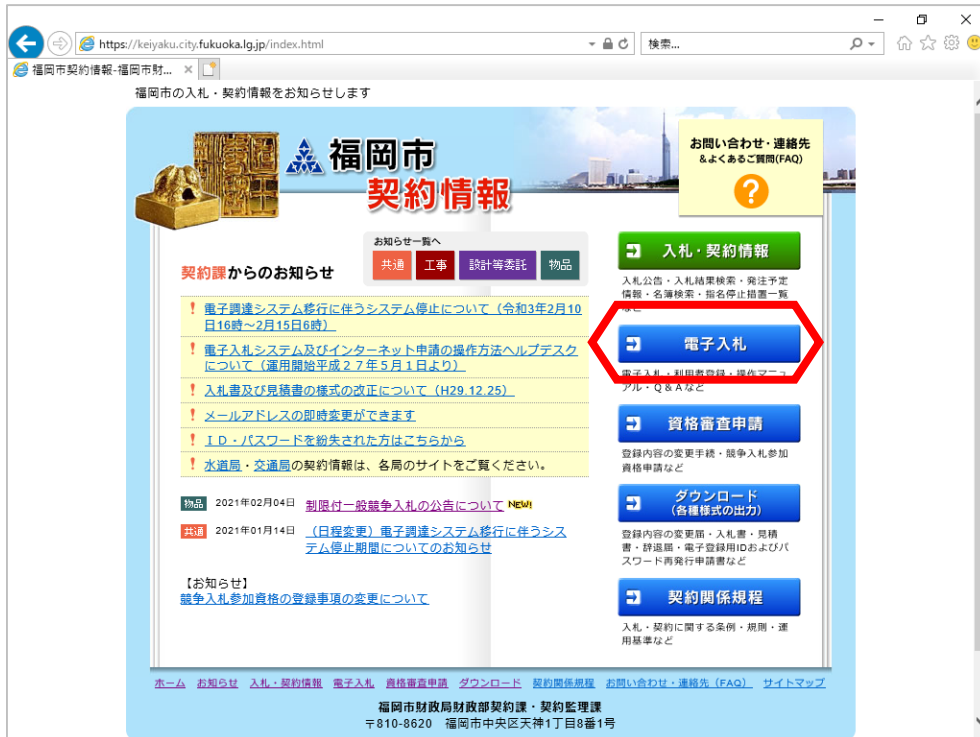 https://keiyaku.city.fukuoka.lg.jp/index.html
検索...
福岡市契約情報-福岡市財...
福岡市の入札・契約情報をお知らせします
福岡市
契約情報
お問い合わせ・連絡先
&よくあるご質問(FAQ)
?
お知らせ一覧へ
共通 工事 設計等委託 物品
契約課からのお知らせ
! 電子調達システム移行に伴うシステム停止について（令和3年2月10
日16時～2月15日6時）
! 電子入札システム及びインターネット申請の操作方法ヘルプデスク
について（運用開始平成２７年５月１日より）
! 入札書及び見積書の様式の改正について（H29.12.25）
! メールアドレスの即時変更ができます
! ＩＤ・パスワードを紛失された方はこちらから
! 水道局・交通局の契約情報は、各局のサイトをご覧ください。
物品 2021年02月04日 制限付一般競争入札の公告について NEW!
共通 2021年01月14日 （日程変更）電子調達システム移行に伴うシス
テム停止期間についてのお知らせ
【お知らせ】
競争入札参加資格の登録事項の変更について
入札・契約情報
入札公告・入札結果検索・発注予定
情報・名簿検索・指名停止措置一覧
など
電子入札
電子入札・利用者登録・操作マニュ
アル・Ｑ＆Ａなど
資格審査申請
登録内容の変更手続・競争入札参加
資格申請など
ダウンロード
(各種様式の出力)
登録内容の変更届・入札書・見積
書・辞退届・電子登録用IDおよびパ
スワード再発行申請書など
契約関係規程
入札・契約に関する条例・規則・運
用基準など
ホーム お知らせ 入札・契約情報 電子入札 資格審査申請 ダウンロード 契約関係規程 お問い合わせ・連絡先（FAQ） サイトマップ
福岡市財政局財政部契約課・契約監理課
〒810-8620 福岡市中央区天神1丁目8番1号